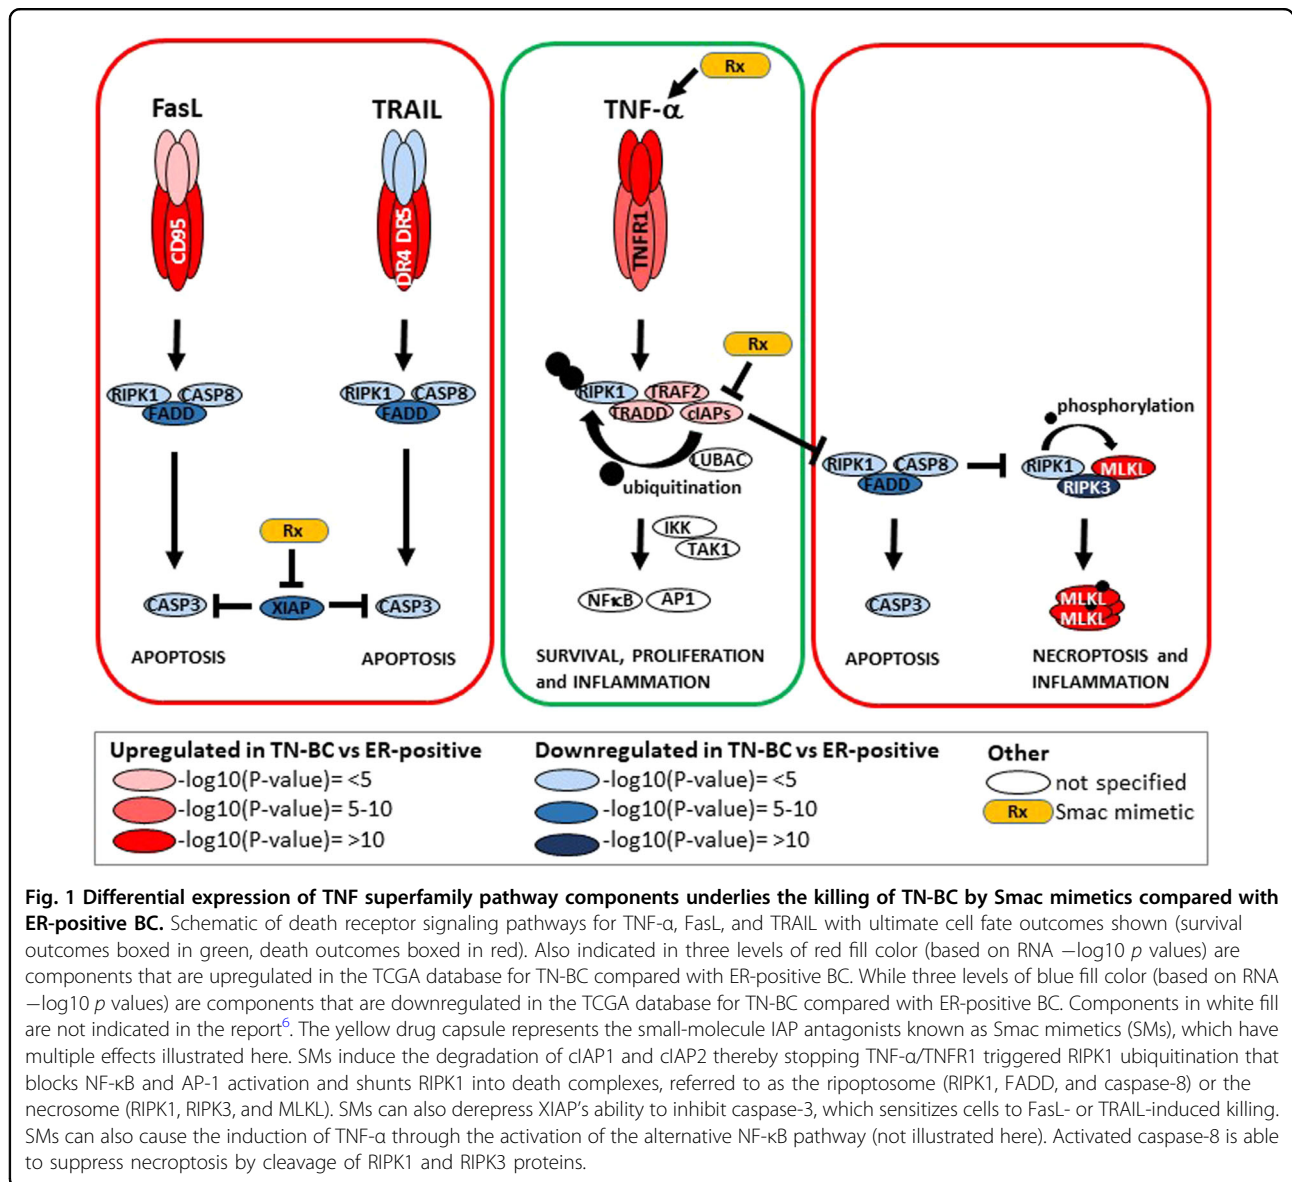 FasL
TRAIL
TNF-α
Rx
CD95
DR4 DR5
TNFR1
Rx
RIPK1 CASP8
FADD
RIPK1 CASP8
FADD
RIPK1 TRAF2
TRADD cIAPs
LUBAC
ubiquitination
phosphorylation
RIPK1 CASP8
FADD
RIPK1 MLKL
RIPK3
Rx
IKK
TAK1
CASP3
XIAP
CASP3
NFκB
AP1
CASP3
MLKL
MLKL
APOPTOSIS
APOPTOSIS
SURVIVAL, PROLIFERATION
and INFLAMMATION
APOPTOSIS
NECROPTOSIS and
INFLAMMATION
Upregulated in TN-BC vs ER-positive
-log10(P-value)= <5
-log10(P-value)= 5-10
-log10(P-value)= >10
Downregulated in TN-BC vs ER-positive
-log10(P-value)= <5
-log10(P-value)= 5-10
-log10(P-value)= >10
Other
not specified
Rx Smac mimetic
Fig. 1 Differential expression of TNF superfamily pathway components underlies the killing of TN-BC by Smac mimetics compared with
ER-positive BC. Schematic of death receptor signaling pathways for TNF-α, FasL, and TRAIL with ultimate cell fate outcomes shown (survival
outcomes boxed in green, death outcomes boxed in red). Also indicated in three levels of red fill color (based on RNA −log10 p values) are
components that are upregulated in the TCGA database for TN-BC compared with ER-positive BC. While three levels of blue fill color (based on RNA
−log10 p values) are components that are downregulated in the TCGA database for TN-BC compared with ER-positive BC. Components in white fill
are not indicated in the report6. The yellow drug capsule represents the small-molecule IAP antagonists known as Smac mimetics (SMs), which have
multiple effects illustrated here. SMs induce the degradation of cIAP1 and cIAP2 thereby stopping TNF-α/TNFR1 triggered RIPK1 ubiquitination that
blocks NF-κB and AP-1 activation and shunts RIPK1 into death complexes, referred to as the ripoptosome (RIPK1, FADD, and caspase-8) or the
necrosome (RIPK1, RIPK3, and MLKL). SMs can also derepress XIAP's ability to inhibit caspase-3, which sensitizes cells to FasL- or TRAIL-induced killing.
SMs can also cause the induction of TNF-α through the activation of the alternative NF-κB pathway (not illustrated here). Activated caspase-8 is able
to suppress necroptosis by cleavage of RIPK1 and RIPK3 proteins.